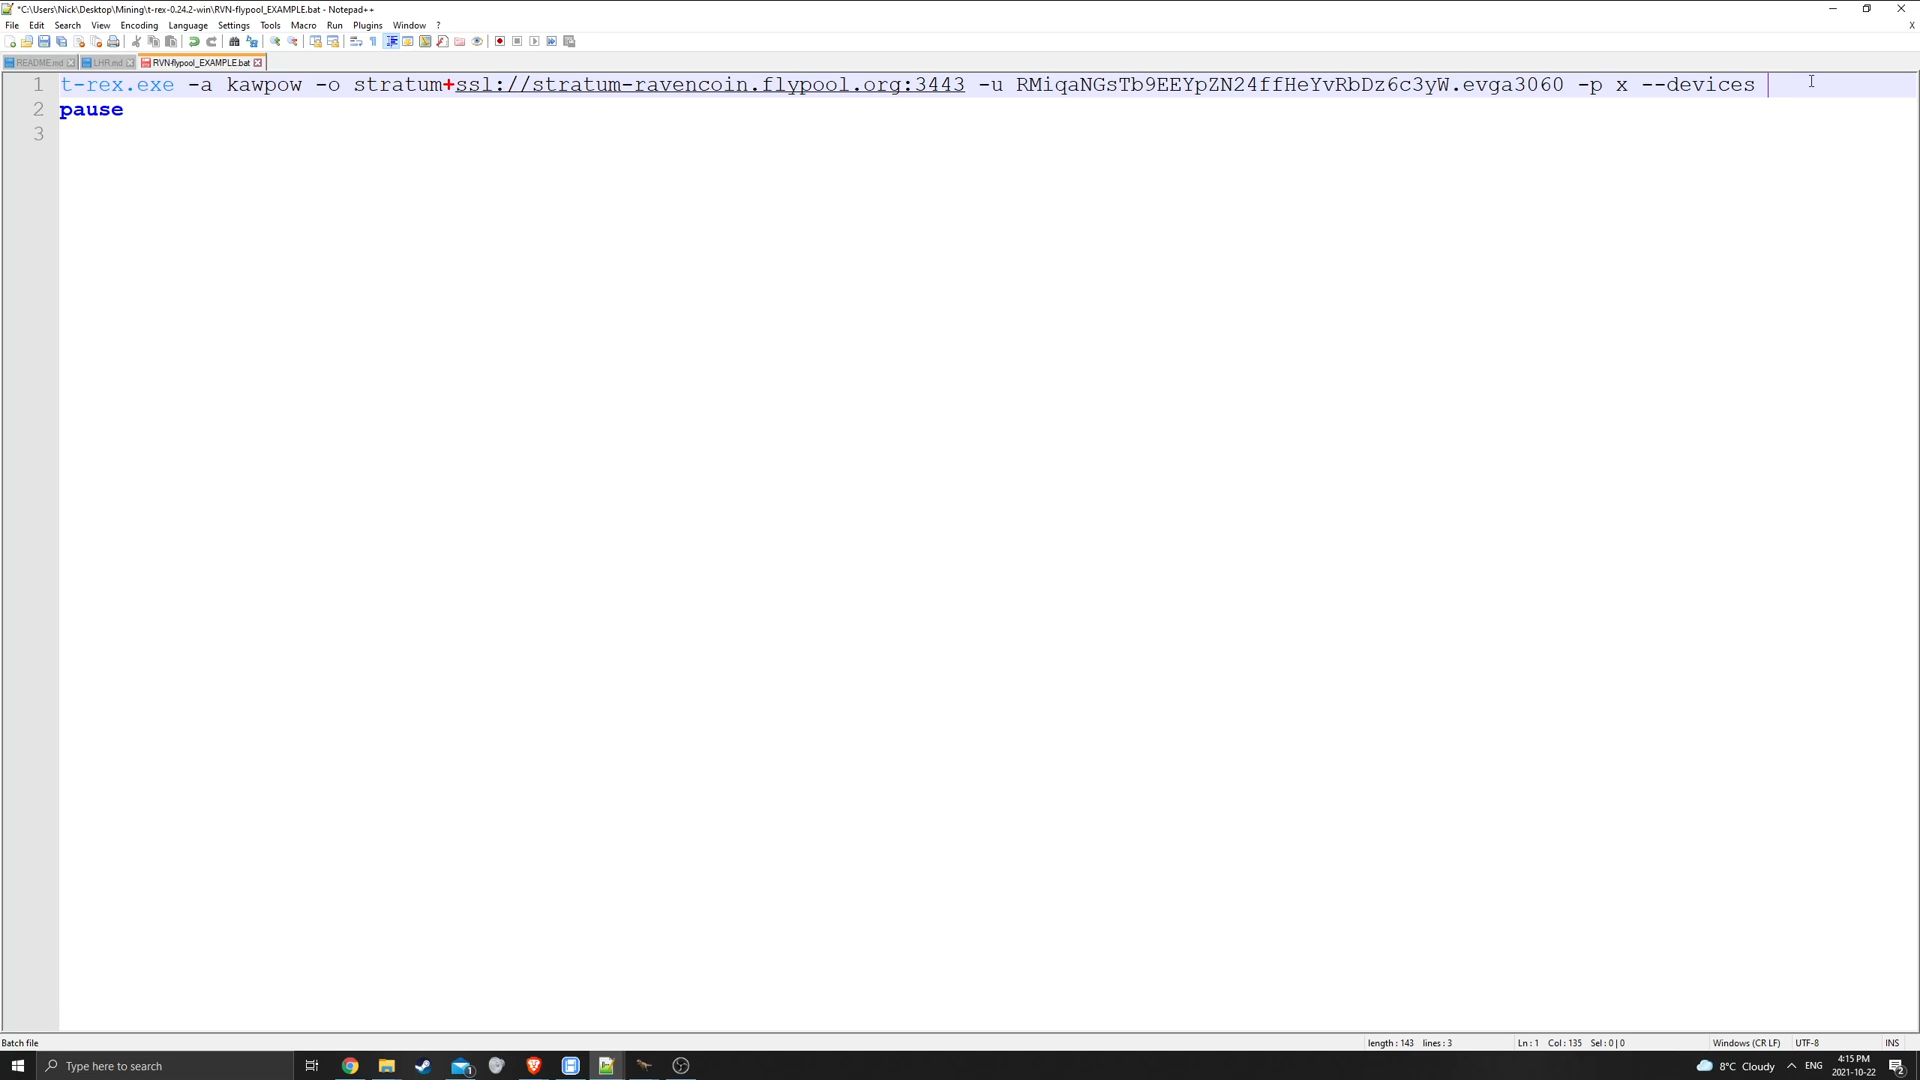 *C:\Users\Nick\Desktop\Mining\t-rex-0.24.2-win\RVN-flypool_EXAMPLE.bat - Notepad++
File Edit Search View Encoding Language Settings Tools Macro Run Plugins Window ?
X
README.md LHR.md RVN-flypool_EXAMPLE.bat
1 t-rex.exe -a kawpow -o stratum+ssl://stratum-ravencoin.flypool.org:3443 -u RMiqaNGsTb9EEYpZN24ffHeYvRbDz6c3yW.evga3060 -p x --devices
2 pause
3
Batch file length : 143 lines : 3 Ln : 1 Col : 135 Sel : 0 | 0 Windows (CR LF) UTF-8 INS
Type here to search 1 8°C Cloudy ENG 4:15 PM 2
2021-10-22